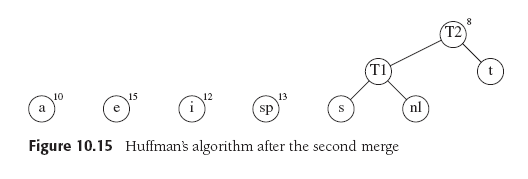 T2 8
T1 t
a 10 e 15 i 12 sp 13 s nl
Figure 10.15 Huffman's algorithm after the second merge